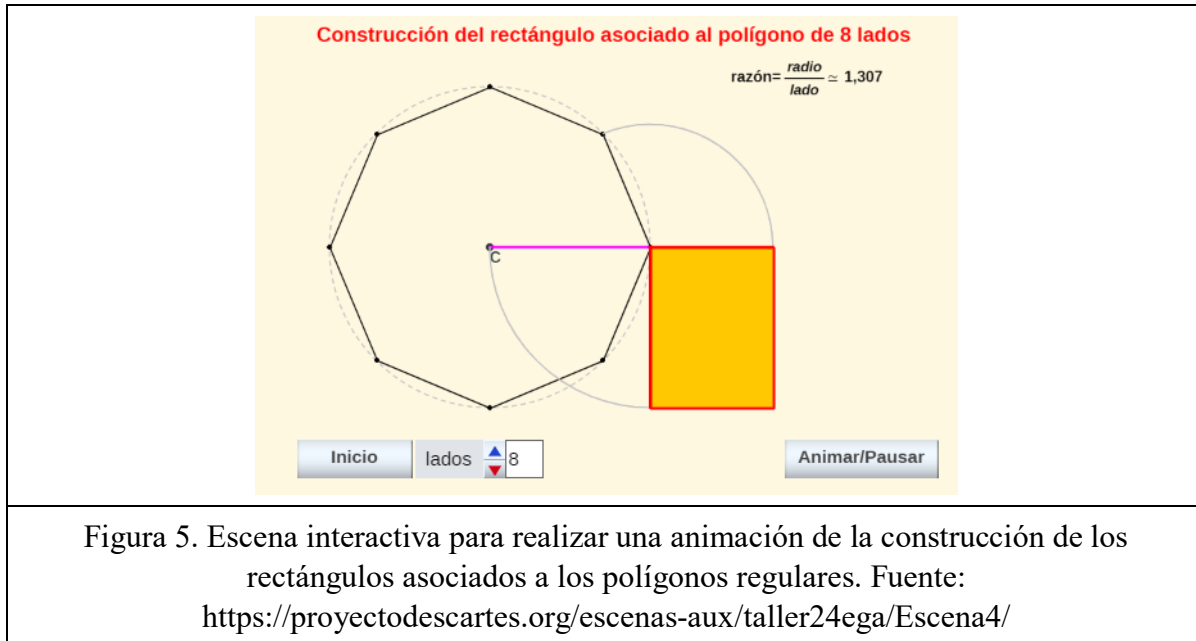 Construcción del rectángulo asociado al polígono de 8 lados
razón= radio / lado ≃ 1,307
C
Inicio
lados
8
Animar/Pausar
Figura 5. Escena interactiva para realizar una animación de la construcción de los
rectángulos asociados a los polígonos regulares. Fuente:
https://proyectodescartes.org/escenas-aux/taller24ega/Escena4/